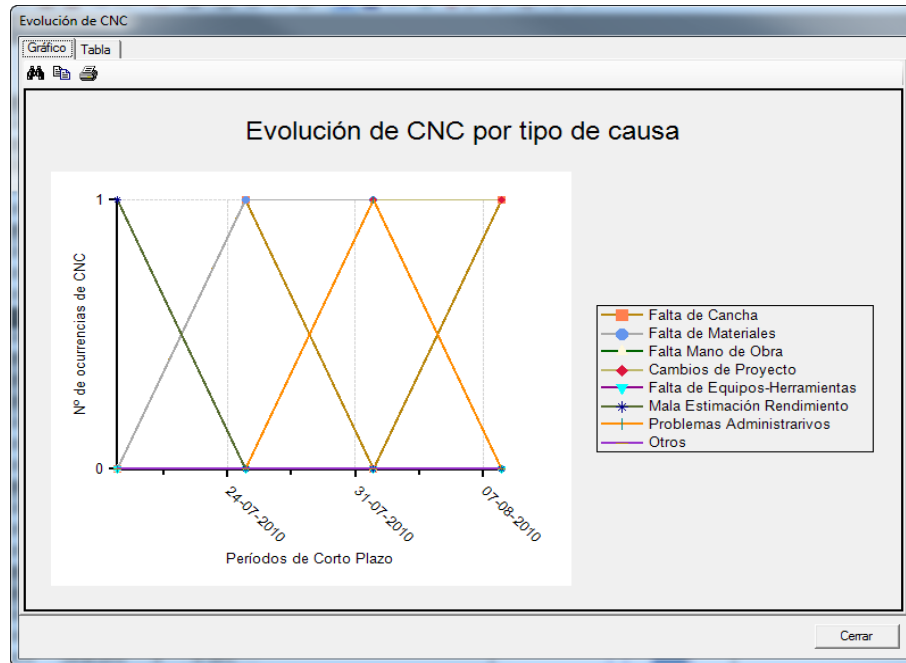 Evolución de CNC
Gráfico
Tabla
Evolución de CNC por tipo de causa
1
Nº de ocurrencias de CNC
0
24-07-2010
31-07-2010
07-08-2010
Períodos de Corto Plazo
Falta de Cancha
Falta de Materiales
Falta Mano de Obra
Cambios de Proyecto
Falta de Equipos-Herramientas
Mala Estimación Rendimiento
Problemas Administrarivos
Otros
Cerrar